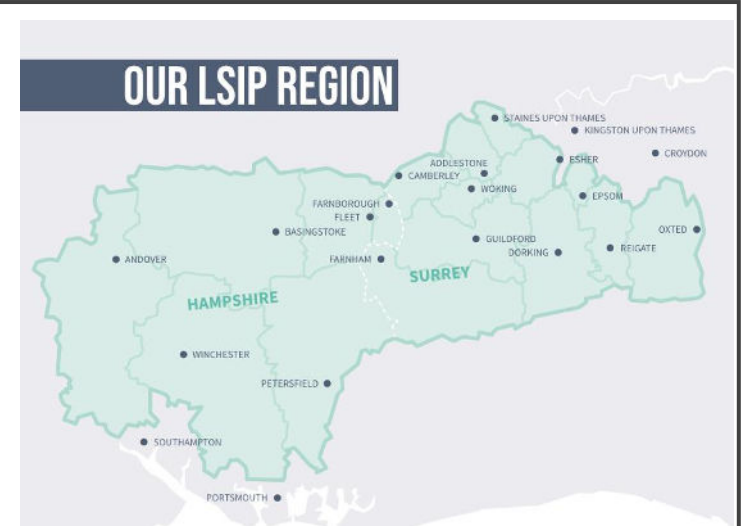 OUR LSIP REGION
STAINES UPON THAMES
KINGSTON UPON THAMES
CROYDON
ADDLESTONE
ESHER
CAMBERLEY
WOKING
EPSOM
FARNBOROUGH
FLEET
BASINGSTOKE
OXTED
GUILDFORD
REIGATE
DORKING
ANDOVER
FARNHAM
SURREY
HAMPSHIRE
WINCHESTER
PETERSFIELD
SOUTHAMPTON
PORTSMOUTH